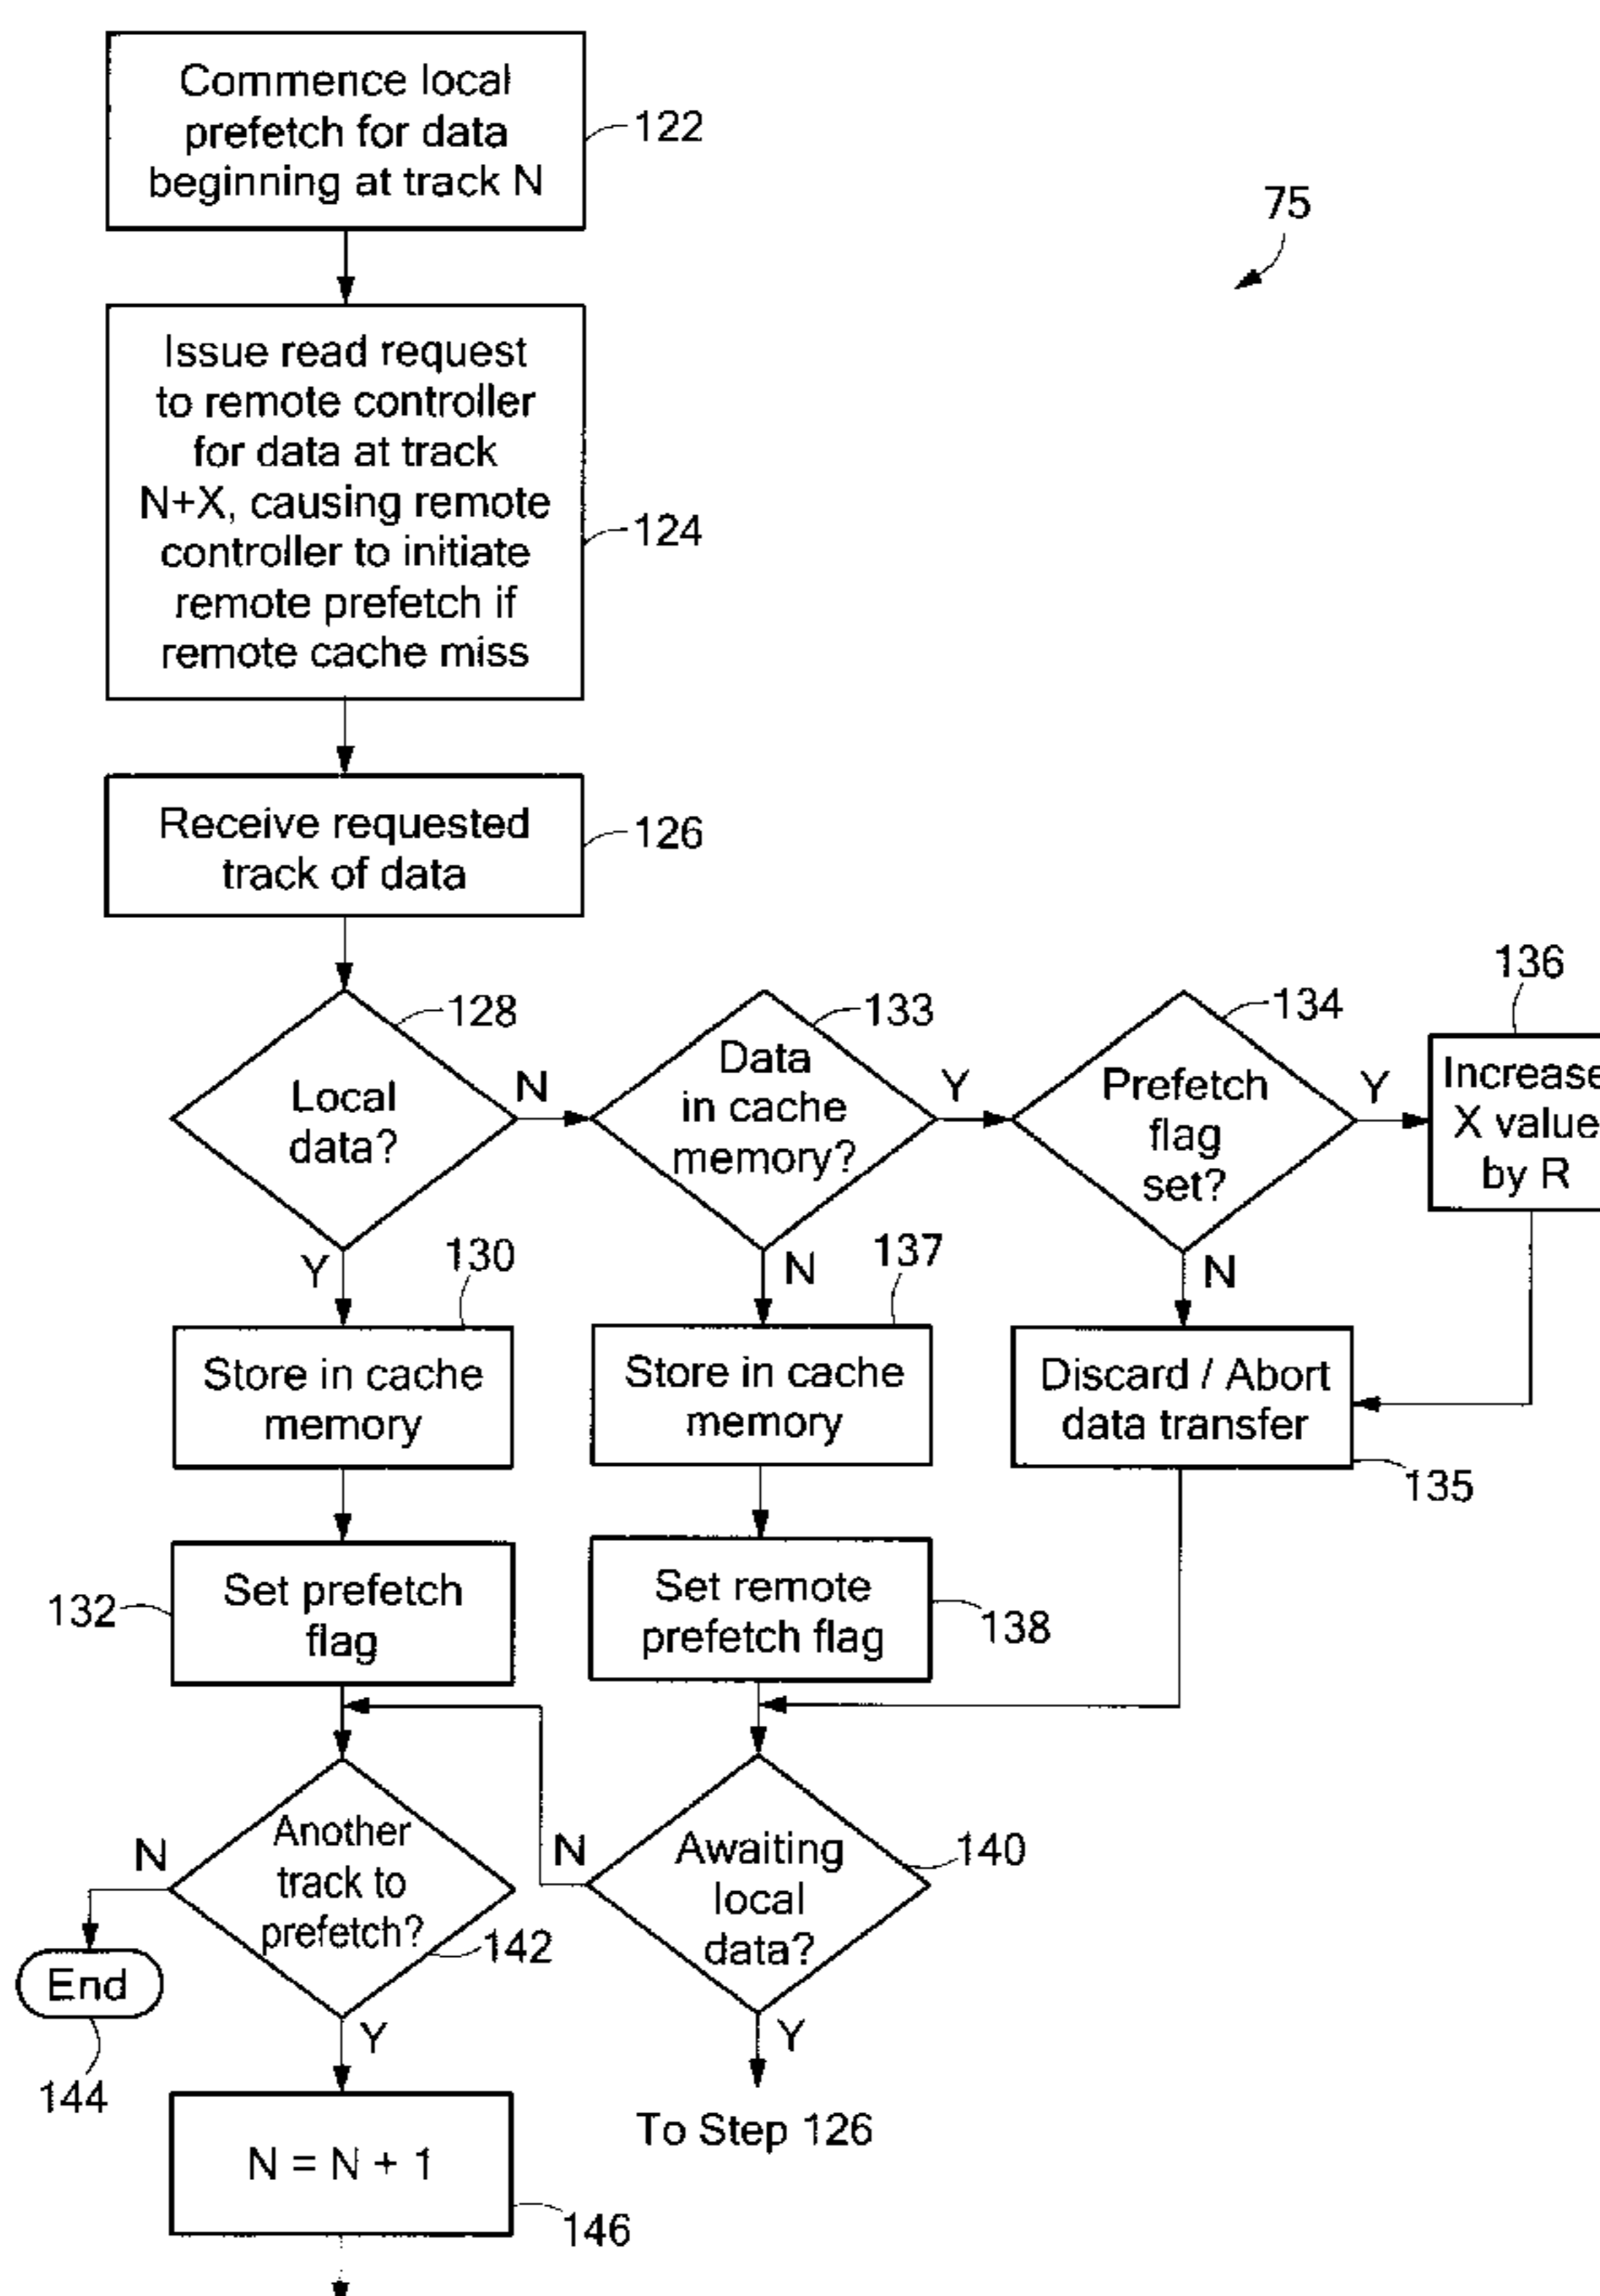 Commence local
prefetch for data
beginning at track N
122
75
Issue read request
to remote controller
for data at track
N+X, causing remote
controller to initiate
remote prefetch if
remote cache miss
124
Receive requested
track of data
126
128
Local
data?
N
Y
133
Data
in cache
memory?
Y
N
134
Prefetch
flag
set?
Y
N
136
Increase
X value
by R
130
Store in cache
memory
137
Store in cache
memory
Discard / Abort
data transfer
135
132
Set prefetch
flag
Set remote
prefetch flag
138
Another
track to
prefetch?
142
N
Y
Awaiting
local
data?
140
N
Y
End
144
To Step 126
N = N + 1
146